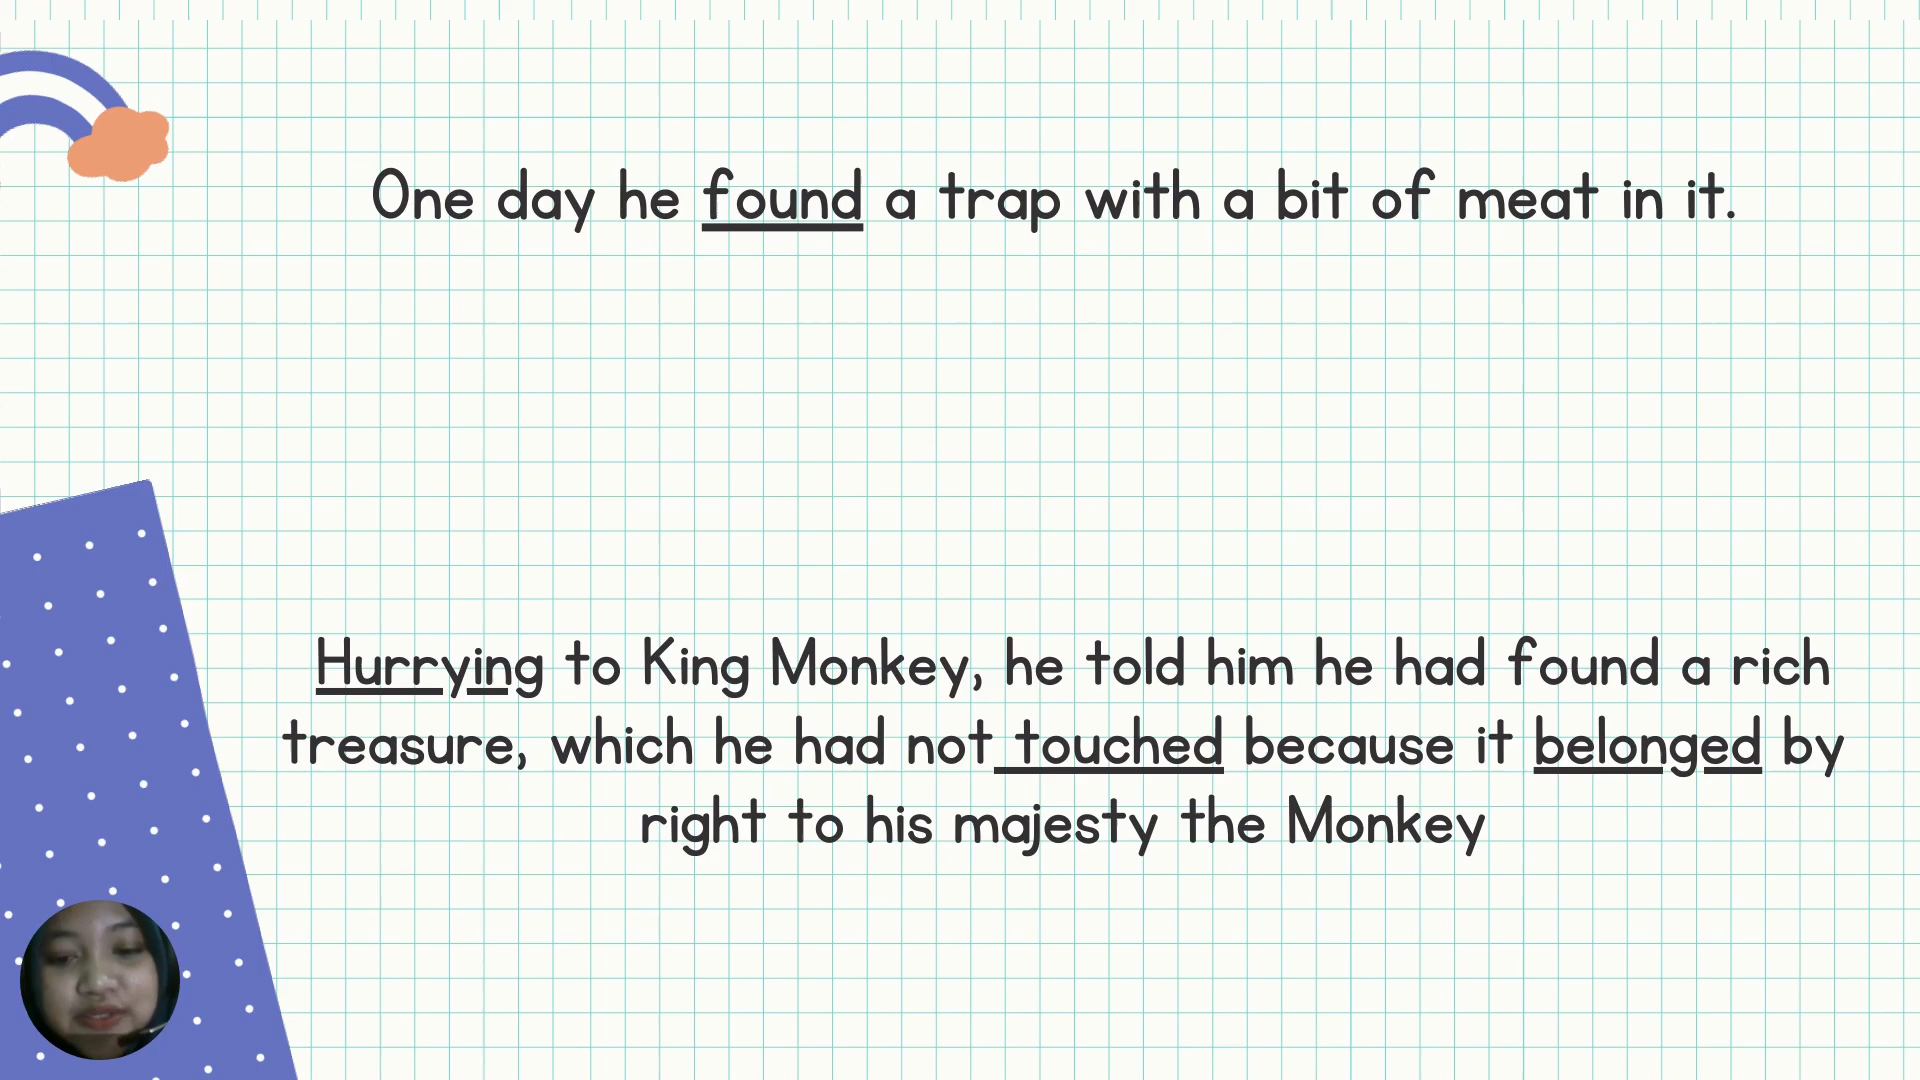 One day he found a trap with a bit of meat in it.
Hurrying to King Monkey, he told him he had found a rich
treasure, which he had not touched because it belonged by
right to his majesty the Monkey